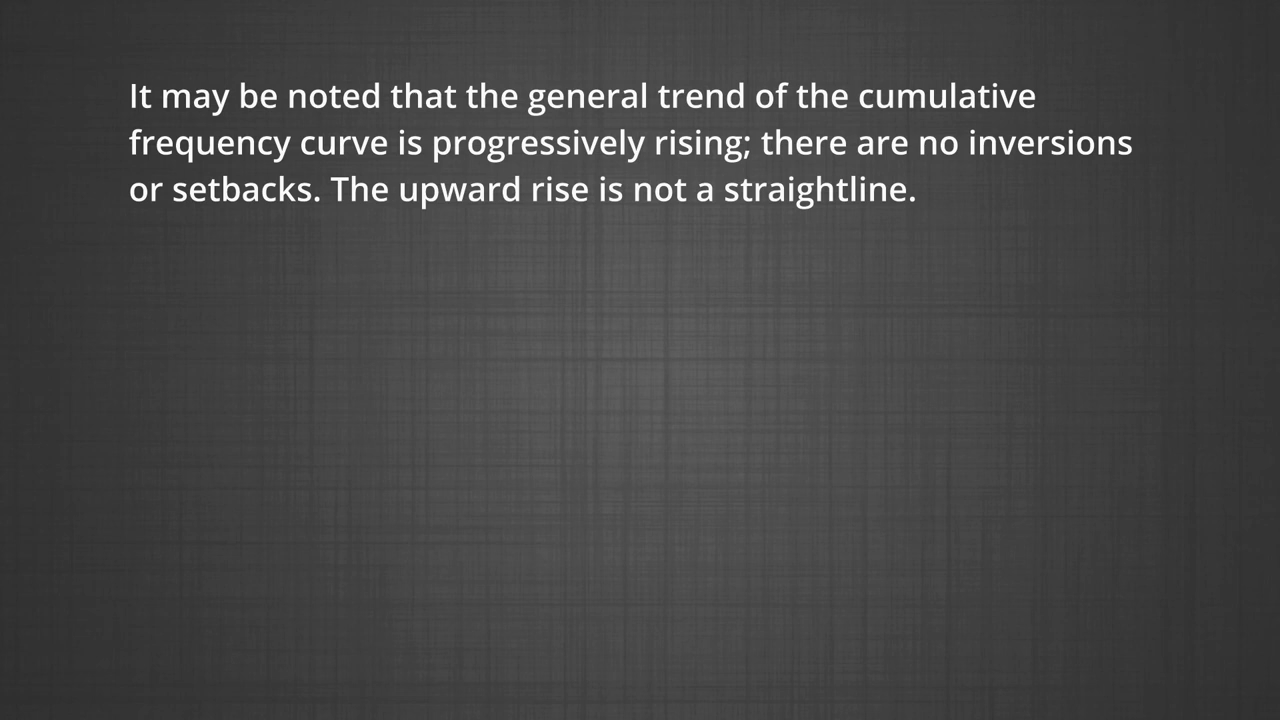 It may be noted that the general trend of the cumulative
frequency curve is progressively rising; there are no inversions
or setbacks. The upward rise is not a straightline.